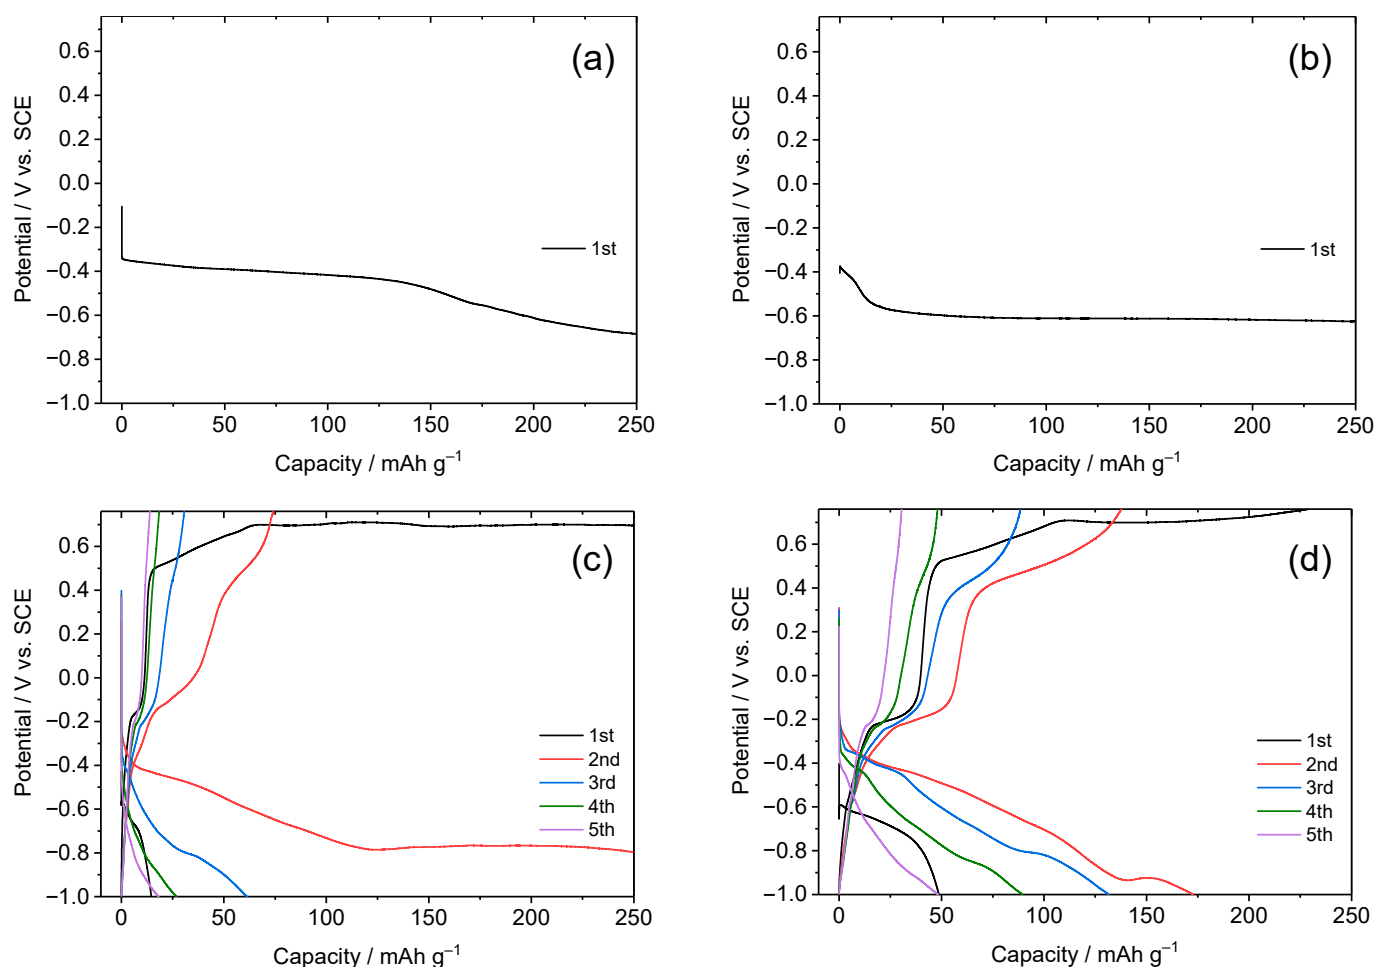 (a)
Potential / V vs. SCE
0.6
0.4
0.2
0.0
−0.2
−0.4
−0.6
−0.8
−1.0
1st
0 50 100 150 200 250
Capacity / mAh g⁻¹
(b)
Potential / V vs. SCE
0.6
0.4
0.2
0.0
−0.2
−0.4
−0.6
−0.8
−1.0
1st
0 50 100 150 200 250
Capacity / mAh g⁻¹
(c)
Potential / V vs. SCE
0.6
0.4
0.2
0.0
−0.2
−0.4
−0.6
−0.8
−1.0
1st
2nd
3rd
4th
5th
0 50 100 150 200 250
Capacity / mAh g⁻¹
(d)
Potential / V vs. SCE
0.6
0.4
0.2
0.0
−0.2
−0.4
−0.6
−0.8
−1.0
1st
2nd
3rd
4th
5th
0 50 100 150 200 250
Capacity / mAh g⁻¹